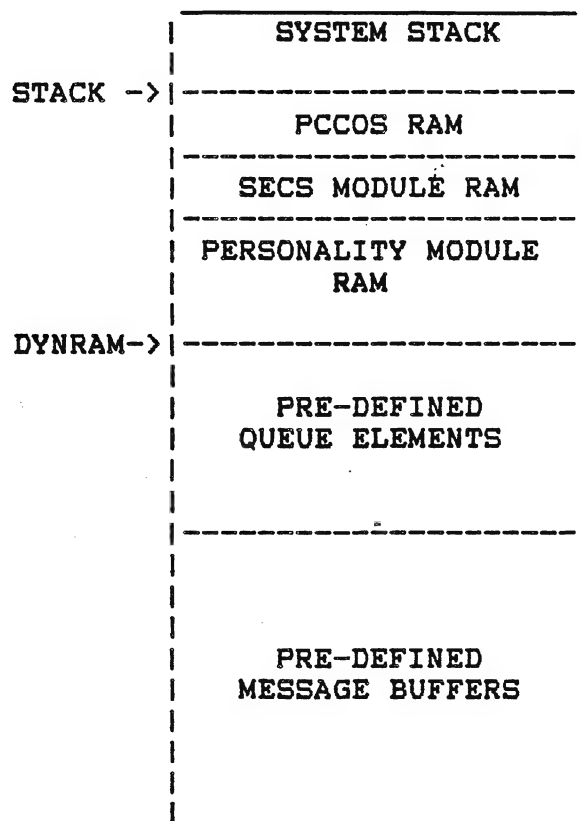 SYSTEM STACK
STACK ->
PCCOS RAM
SECS MODULE RAM
PERSONALITY MODULE
RAM
DYNRAM->
PRE-DEFINED
QUEUE ELEMENTS
PRE-DEFINED
MESSAGE BUFFERS